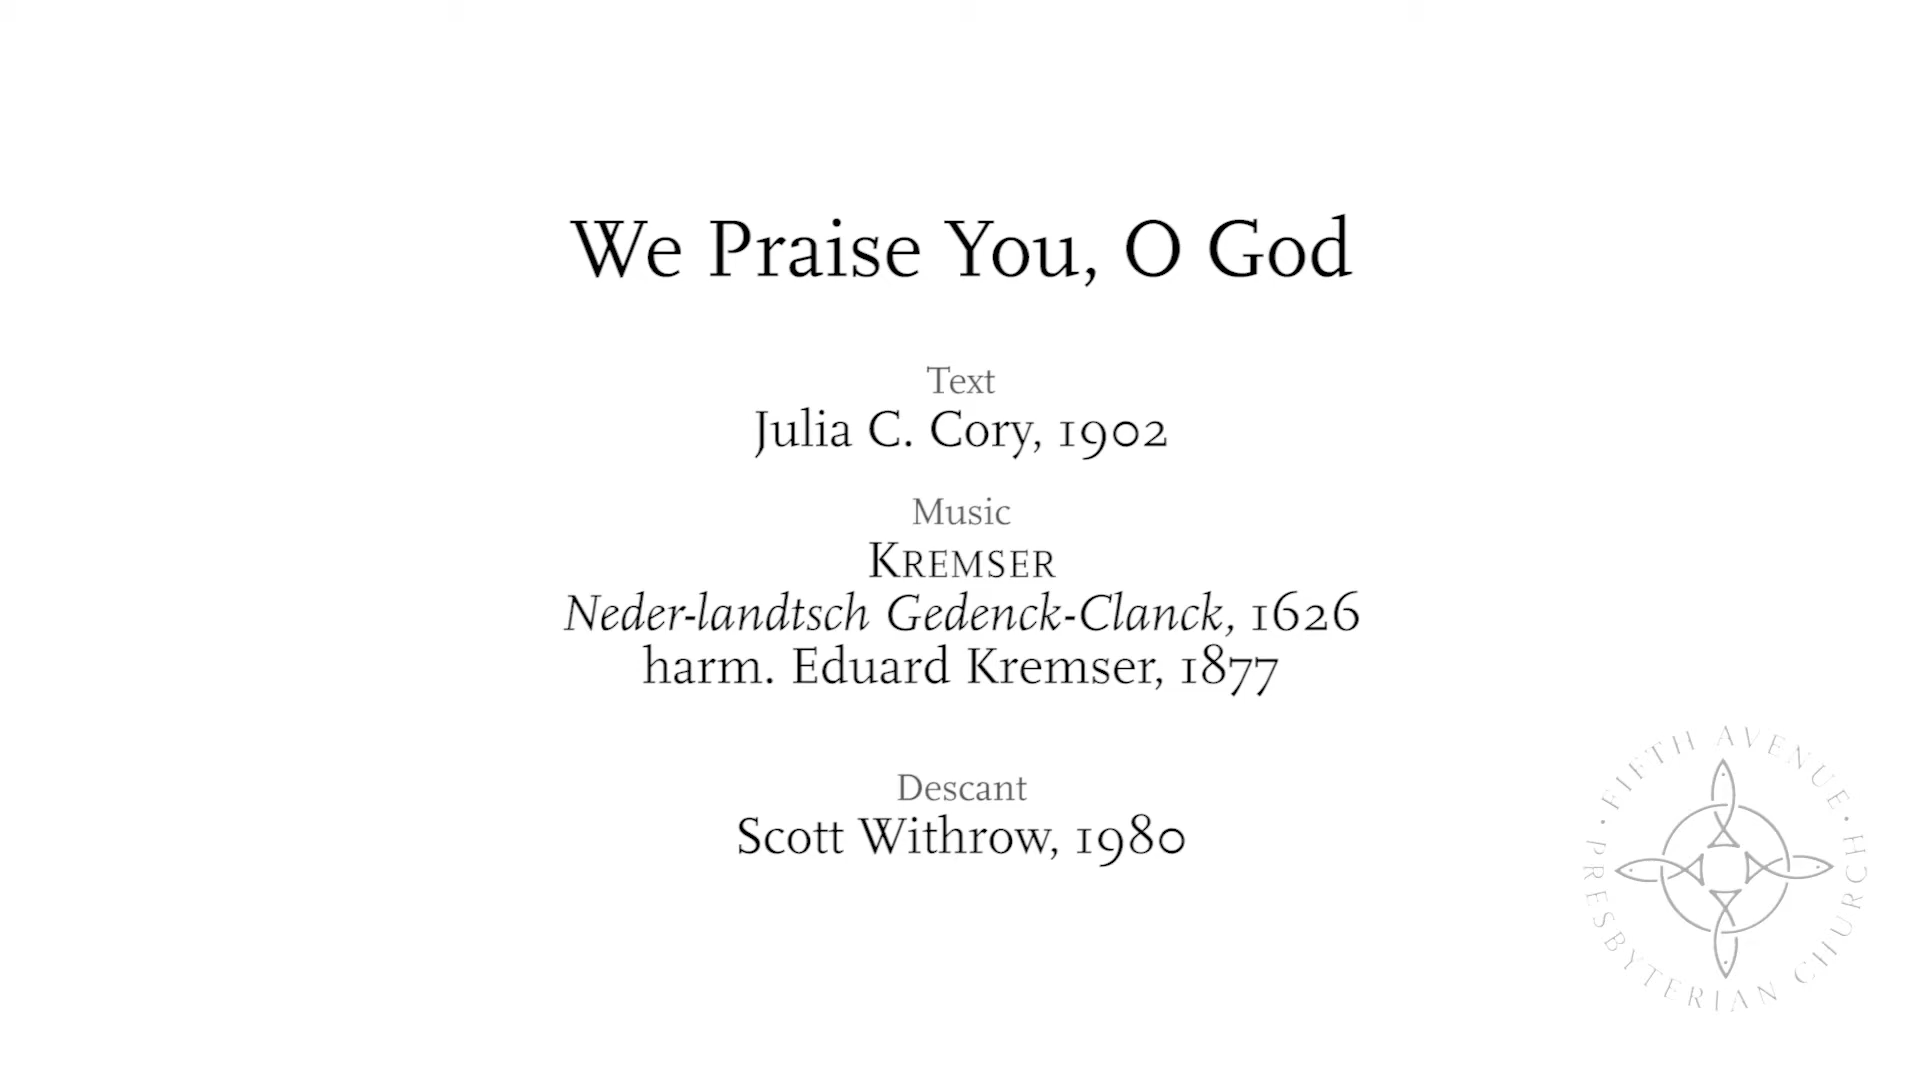 We Praise You, O God
Text
Julia C. Cory, 1902
Music
KREMSER
Neder-landtsch Gedenck-Clanck, 1626
harm. Eduard Kremser, 1877
Descant
Scott Withrow, 1980
· FIFTH AVENUE ·
PRESBYTERIAN CHURCH